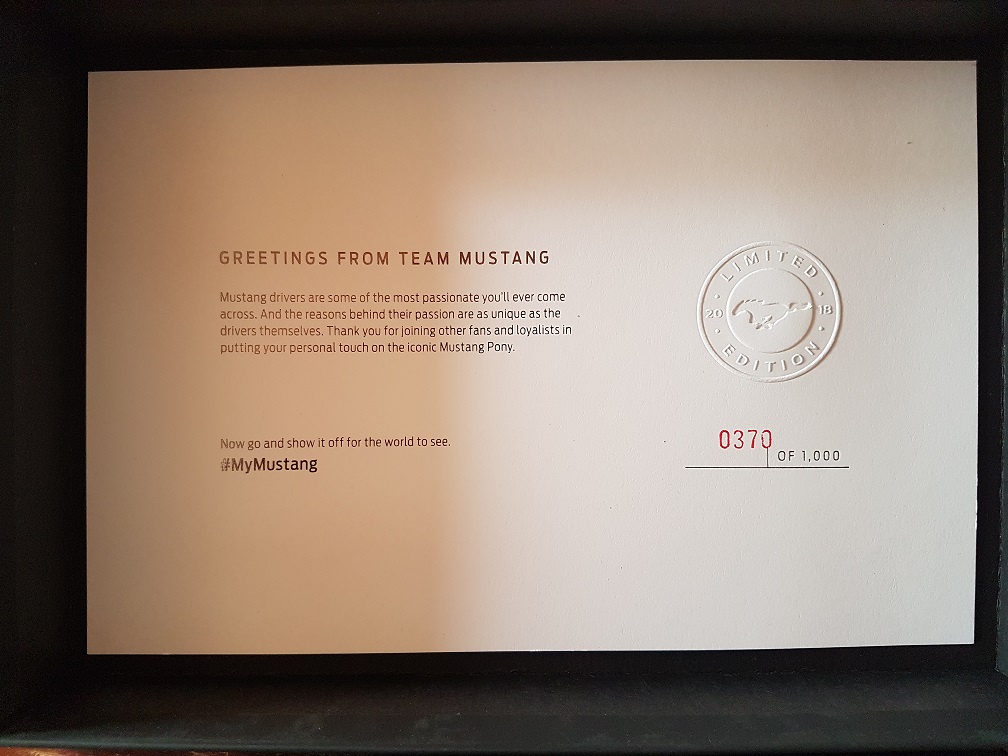 GREETINGS FROM TEAM MUSTANG
Mustang drivers are some of the most passionate you'll ever come
across. And the reasons behind their passion are as unique as the
drivers themselves. Thank you for joining other fans and loyalists in
putting your personal touch on the iconic Mustang Pony.
Now go and show it off for the world to see.
#MyMustang
LIMITED
20 18
EDITION
0370
OF 1,000